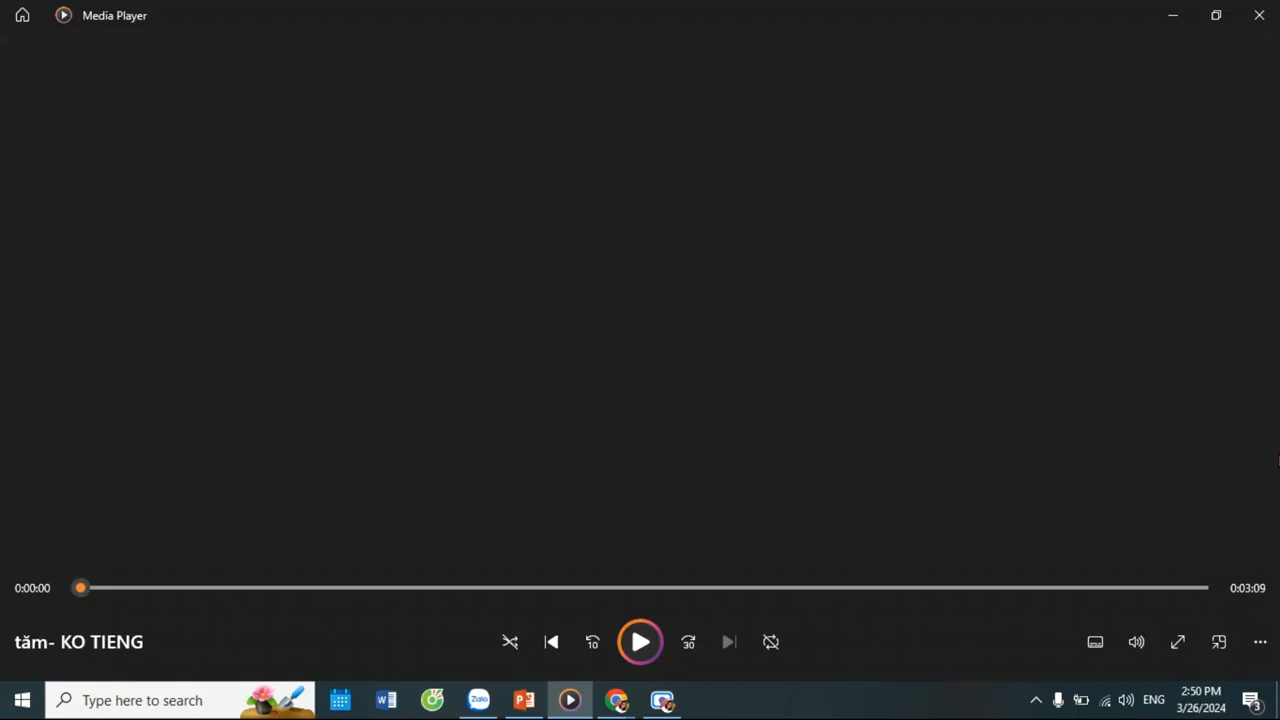 Media Player
0:00:00
0:03:09
tăm- KO TIENG
10
30
Type here to search
Zalo
ENG
2:50 PM
3/26/2024
3